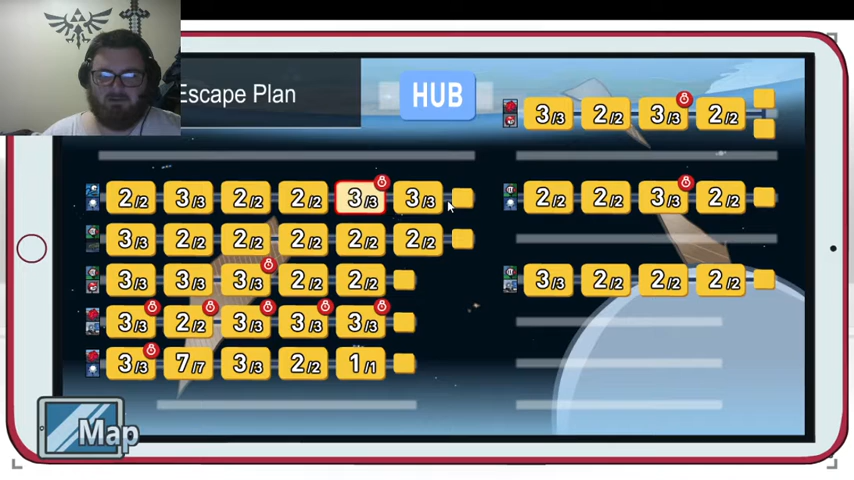 Escape Plan
HUB
3/3 2/2 3/3 2/2
2/2 3/3 2/2 2/2 3/3 3/3
2/2 2/2 3/3 2/2
3/3 2/2 2/2 2/2 2/2 2/2
3/3 3/3 3/3 2/2 2/2
3/3 2/2 2/2 2/2
3/3 2/2 3/3 3/3 3/3
3/3 7/7 3/3 2/2 1/1
Map